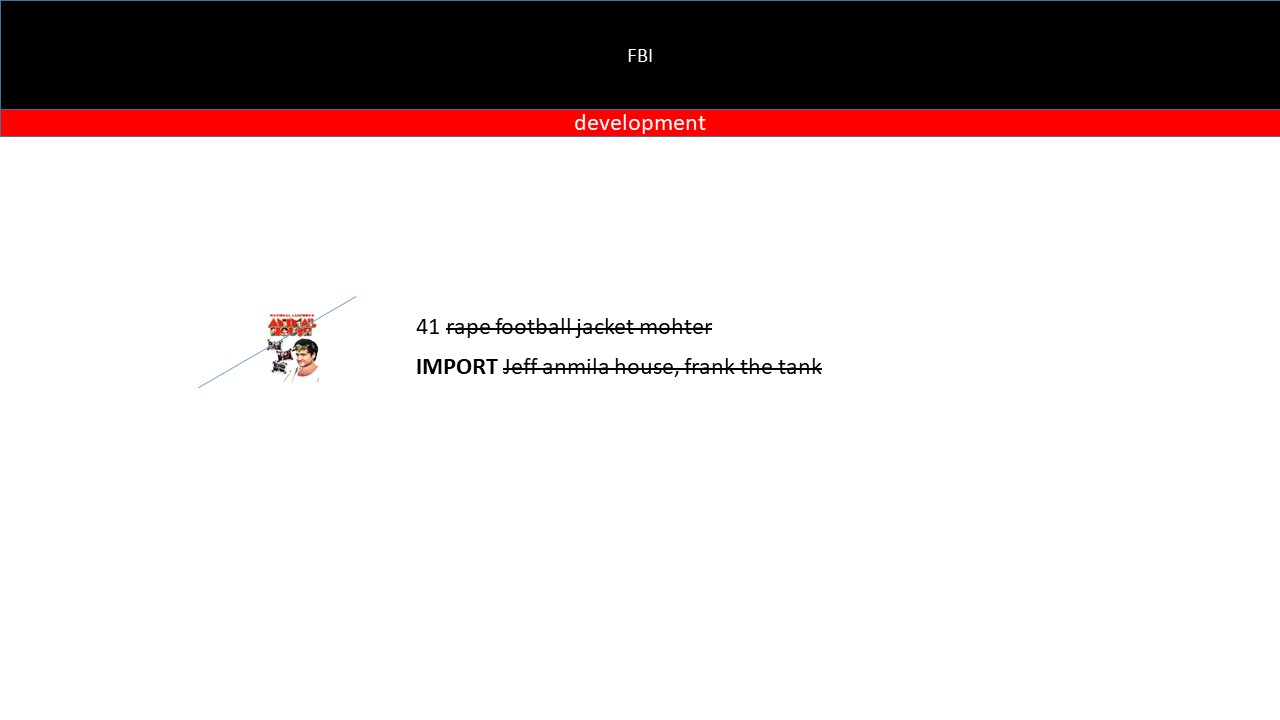 FBI
development
NATIONAL LAMPOON'S
ANIMAL
HOUSE
41 rape football jacket mohter
IMPORT Jeff anmila house, frank the tank